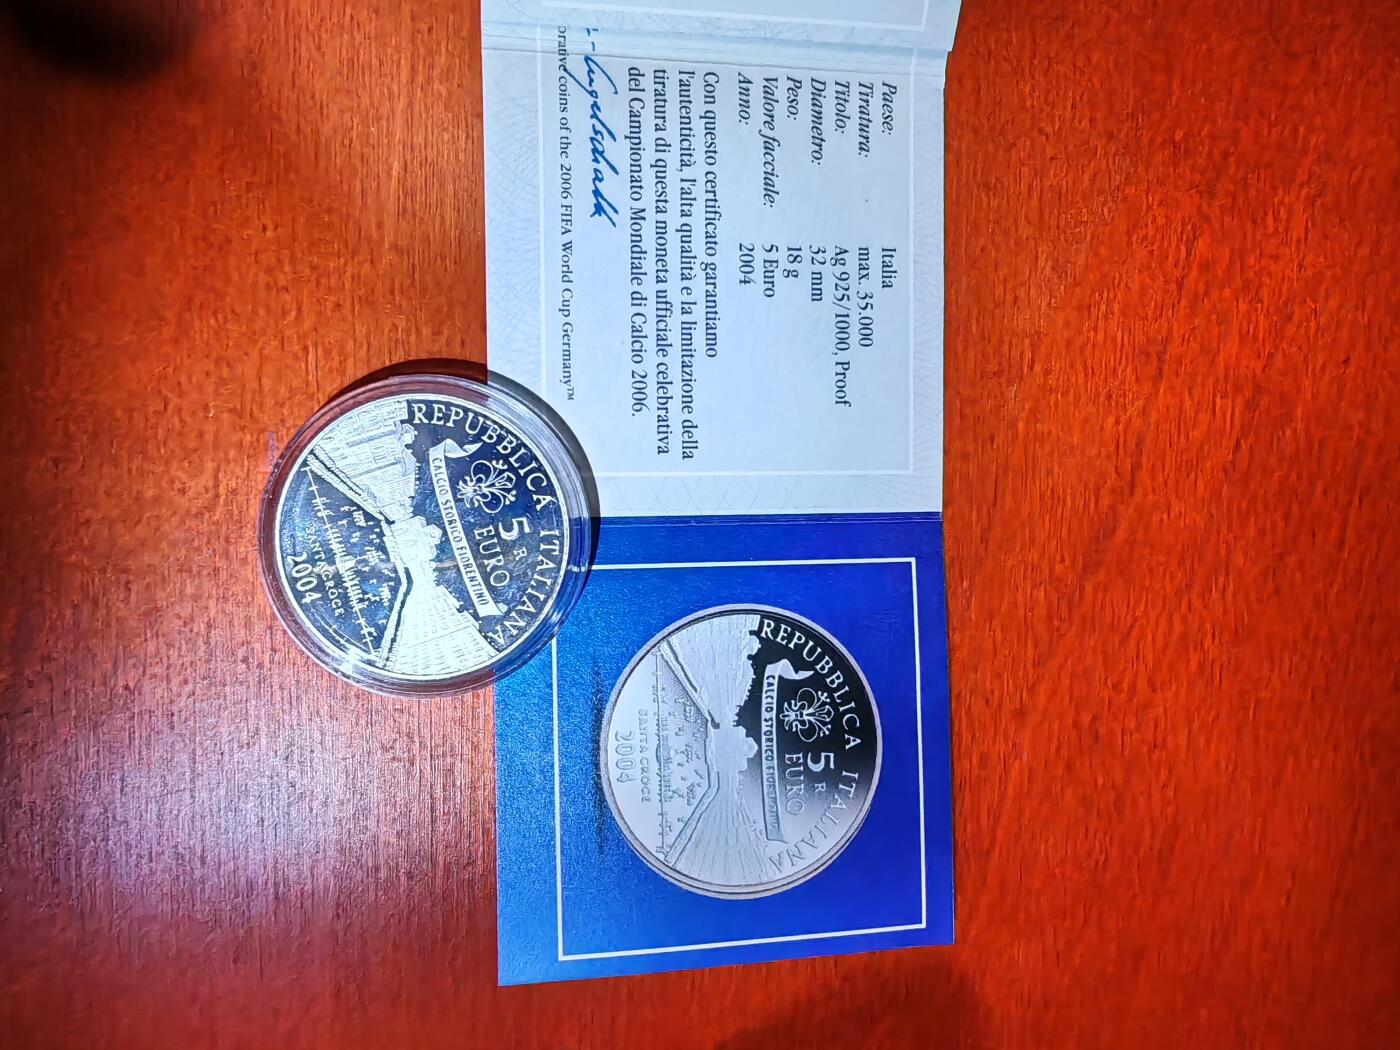 Paese: Italia
Tiratura: max. 35.000
Titolo: Ag 925/1000, Proof
Diametro: 32 mm
Peso: 18 g
Valore facciale: 5 Euro
Anno: 2004
Con questo certificato garantiamo
l'autenticità, l'alta qualità e la limitazione della
tiratura di questa moneta ufficiale celebrativa
del Campionato Mondiale di Calcio 2006.
coins of the 2006 FIFA World Cup Germany™
REPUBBLICA ITALIANA
5 R
EURO
CALCIO STORICO FIORENTINO
SANTA CROCE
2004
REPUBBLICA ITALIANA
5 R
EURO
CALCIO STORICO FIORENTINO
SANTA CROCE
2004